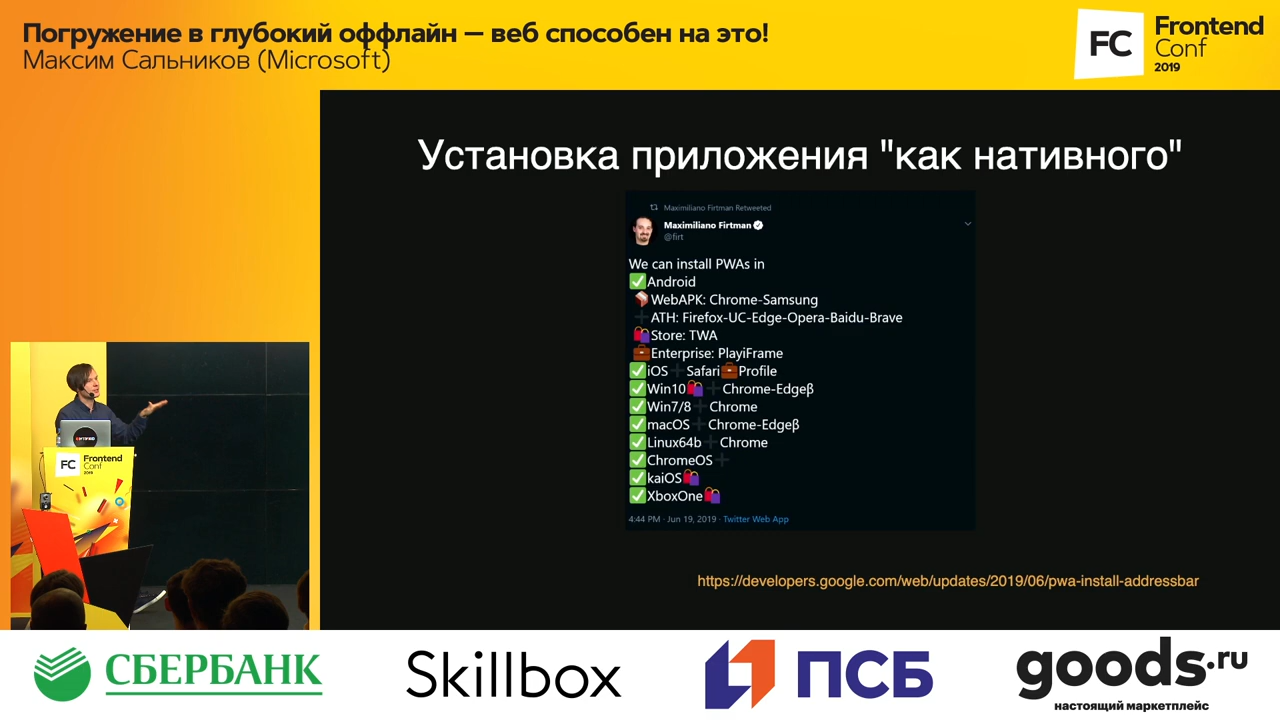 Погружение в глубокий оффлайн — веб способен на это!
Максим Сальников (Microsoft)
FC
Frontend
Conf
2019
Установка приложения "как нативного"
Maximiliano Firtman Retweeted
Maximiliano Firtman
@firt
We can install PWAs in
✅Android
WebAPK: Chrome-Samsung
➕ATH: Firefox-UC-Edge-Opera-Baidu-Brave
🛍Store: TWA
💼Enterprise: PlayiFrame
✅iOS➕Safari💼Profile
✅Win10🛍➕Chrome-Edgeβ
✅Win7/8➕Chrome
✅macOS➕Chrome-Edgeβ
✅Linux64b➕Chrome
✅ChromeOS➕
✅kaiOS🛍
✅XboxOne🛍
4:44 PM · Jun 19, 2019 · Twitter Web App
https://developers.google.com/web/updates/2019/06/pwa-install-addressbar
FC
Frontend
Conf
2019
СБЕРБАНК
Skillbox
ПСБ
goods.ru
настоящий маркетплейс